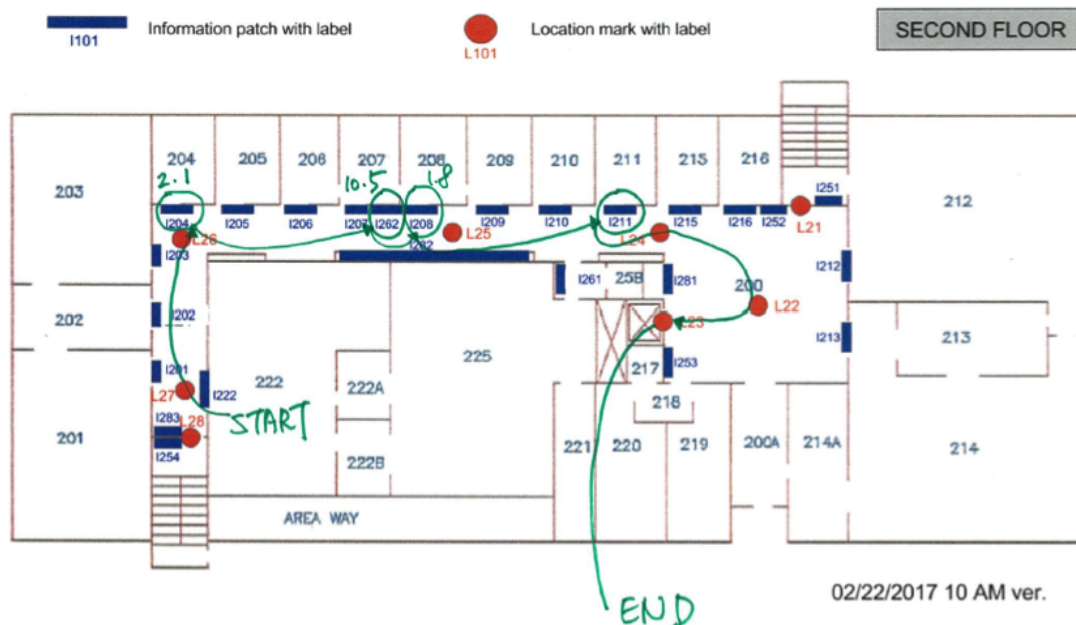 Information patch with label
I101
Location mark with label
L101
SECOND FLOOR
204 205 206 207 208 209 210 211 215 216
2.1 10.5 1.8
203
212
I251
I204 I205 I206 I207 I262 I208 I209 I210 I211 I215 I216 I252
L21
L26 I203 I282 L25 L24
I261 25B I281 200 I212
202 I202
L23 L22
I213 213
I201 222 222A 225 217 I253
L27 I222
218
START
I283 L28
201 I254
222B 221 220 219 200A 214A 214
AREA WAY
02/22/2017 10 AM ver.
END